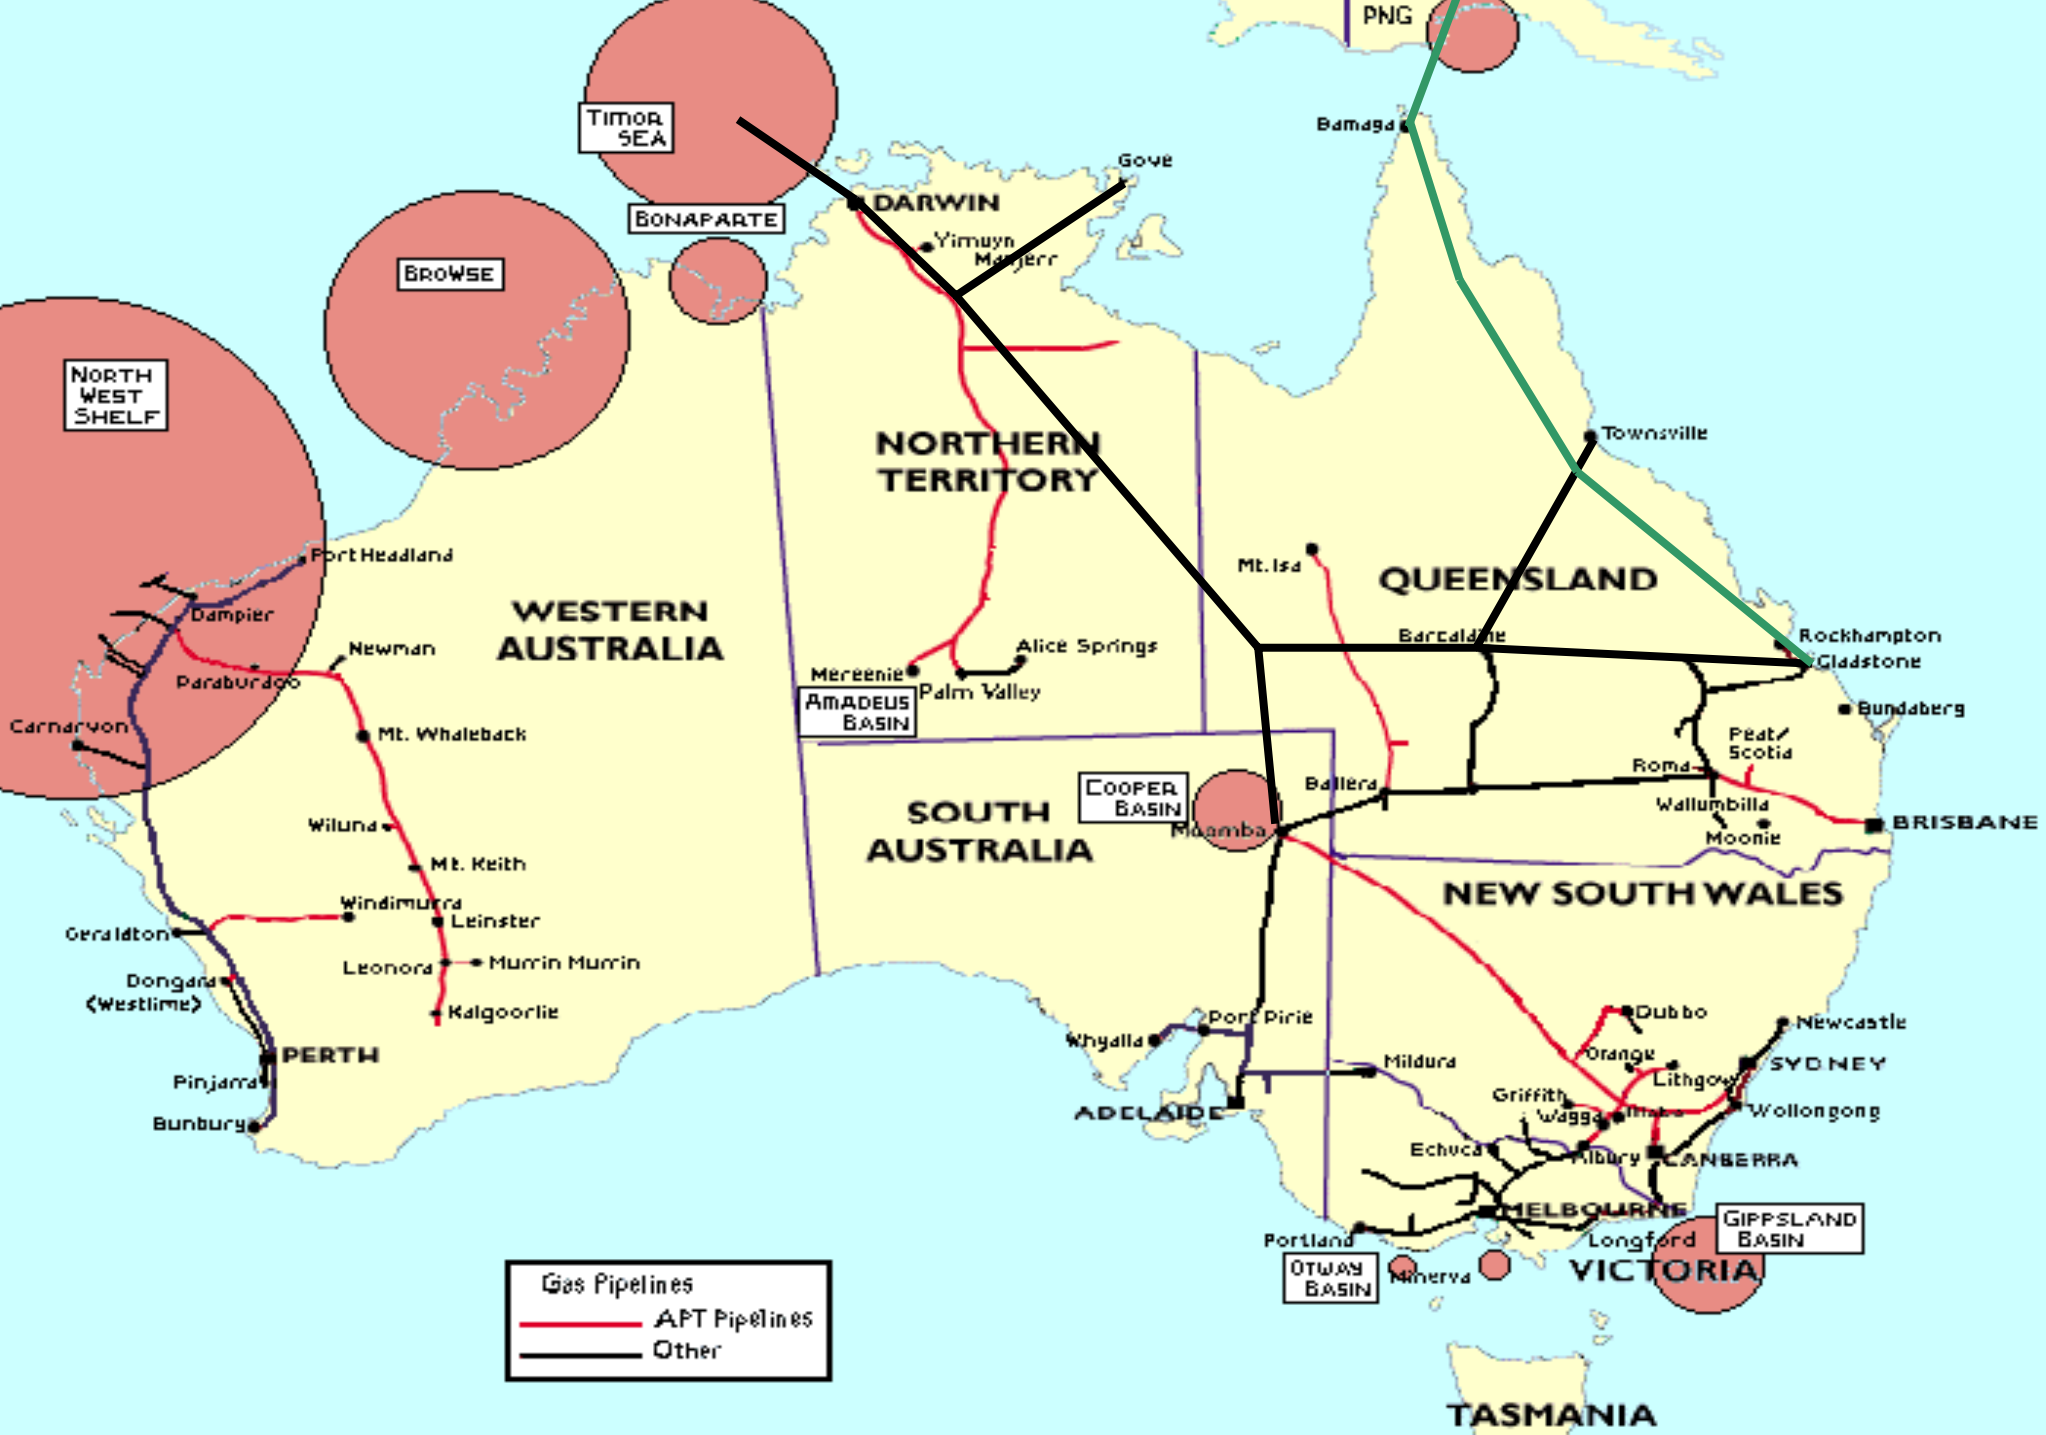 PNG
TIMOR
SEA
Bamaga
Gove
DARWIN
BONAPARTE
Yimuyn
Manjerr
BROWSE
NORTH
WEST
SHELF
NORTHERN
TERRITORY
Townsville
Port Headland
Mt. Isa
QUEENSLAND
Dampier
WESTERN
AUSTRALIA
Barcaldine
Rockhampton
Gladstone
Newman
Alice Springs
Mereenie
Paraburdoo
Palm Valley
AMADEUS
BASIN
Bundaberg
Carnarvon
Mt. Whaleback
Peat/
Scotia
Roma
COOPER
BASIN
Ballera
Wallumbilla
SOUTH
AUSTRALIA
Wiluna
Moomba
Moonie
BRISBANE
Mt. Keith
NEW SOUTH WALES
Windimurra
Leinster
Geraldton
Leonora
Murrin Murrin
Dongara
(Westlime)
Kalgoorlie
Dubbo
Port Pirie
Newcastle
Whyalla
PERTH
Orange
Mildura
SYDNEY
Pinjarra
Lithgow
Griffith
ADELAIDE
Wagga
Wollongong
Bunbury
Echuca
Albury
CANBERRA
MELBOURNE
GIPPSLAND
BASIN
Portland
Longford
OTWAY
BASIN
Minerva
VICTORIA
Gas Pipelines
APT Pipelines
Other
TASMANIA